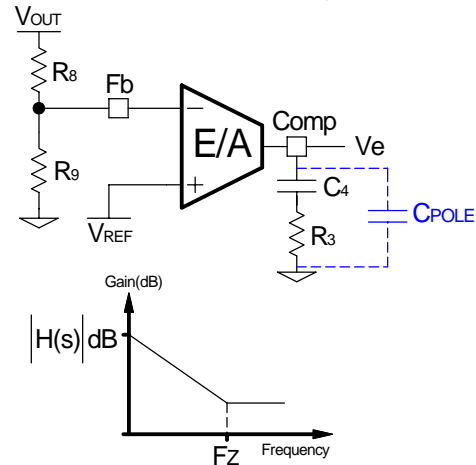 VOUT
R8
Fb
R9
E/A
Comp
Ve
C4
R3
CPOLE
VREF
Gain(dB)
|H(s)| dB
FZ
Frequency
−
+